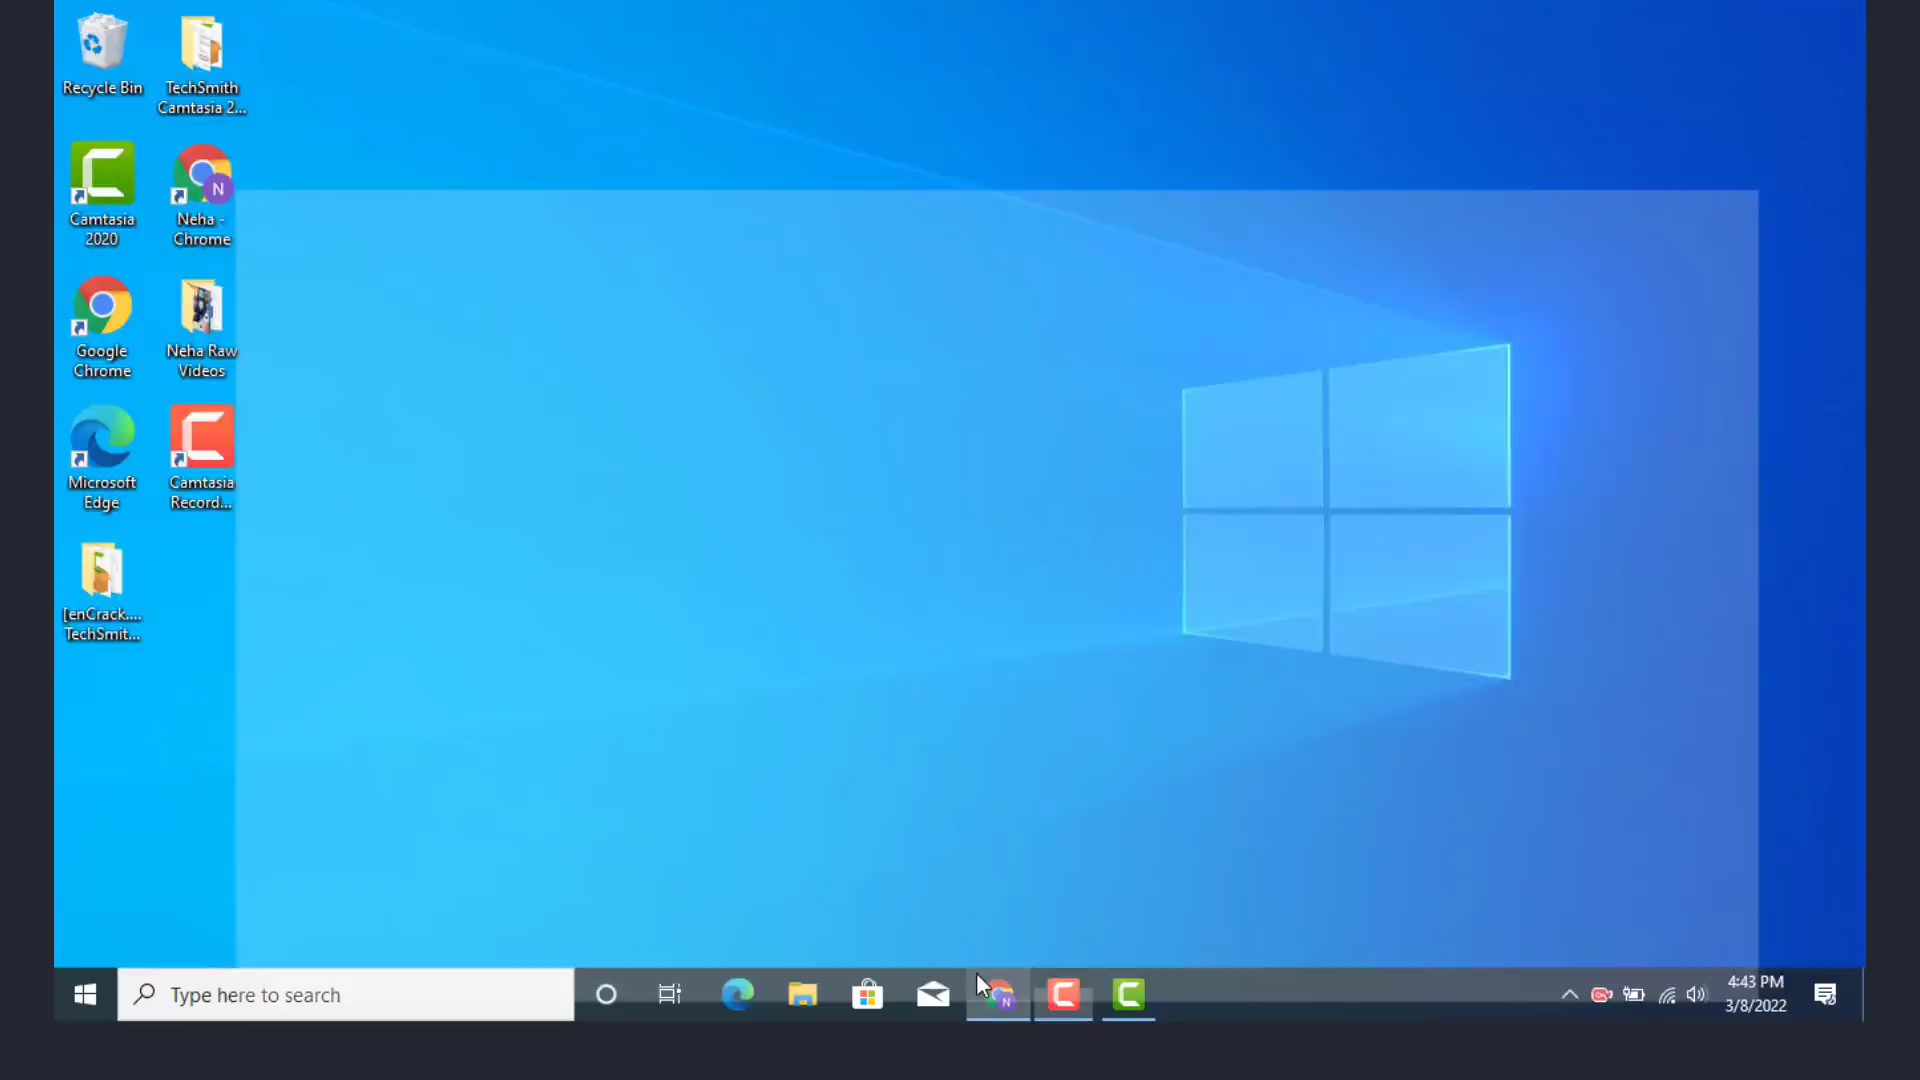 Recycle Bin
TechSmith
Camtasia 2...
Camtasia
2020
N
Neha -
Chrome
Google
Chrome
Neha Raw
Videos
Microsoft
Edge
Camtasia
Record...
[enCrack....
TechSmit...
Type here to search
N
4:43 PM
3/8/2022